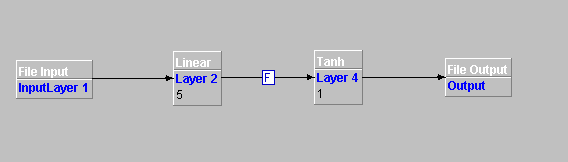 File Input
InputLayer 1
Linear
Layer 2
5
F
Tanh
Layer 4
1
File Output
Output